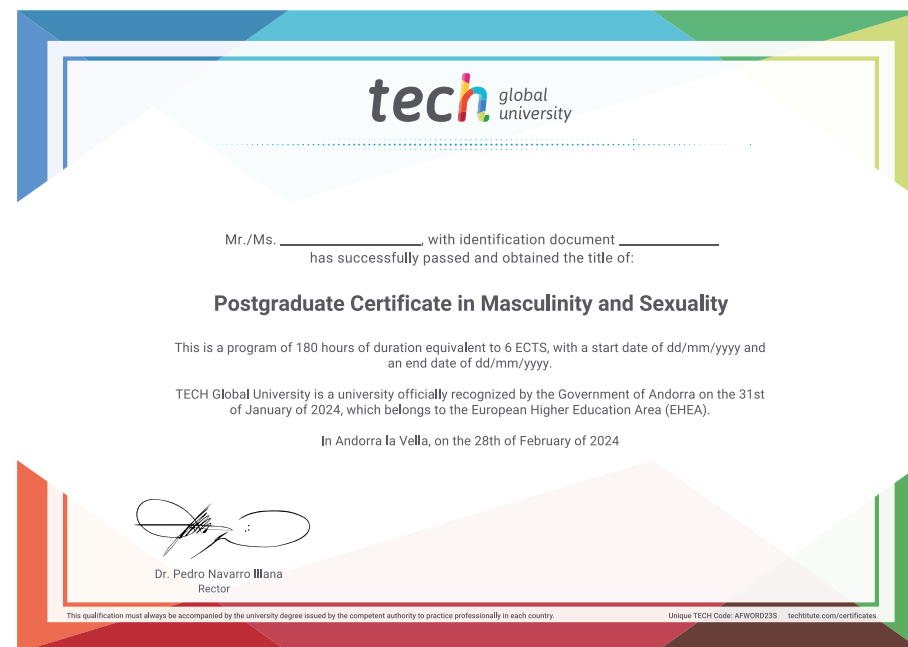 tech global university
Mr./Ms. ____________________, with identification document ______________
has successfully passed and obtained the title of:
Postgraduate Certificate in Masculinity and Sexuality
This is a program of 180 hours of duration equivalent to 6 ECTS, with a start date of dd/mm/yyyy and
an end date of dd/mm/yyyy.
TECH Global University is a university officially recognized by the Government of Andorra on the 31st
of January of 2024, which belongs to the European Higher Education Area (EHEA).
In Andorra la Vella, on the 28th of February of 2024
Dr. Pedro Navarro Illana
Rector
This qualification must always be accompanied by the university degree issued by the competent authority to practice professionally in each country.
Unique TECH Code: AFWORD23S techtitute.com/certificates